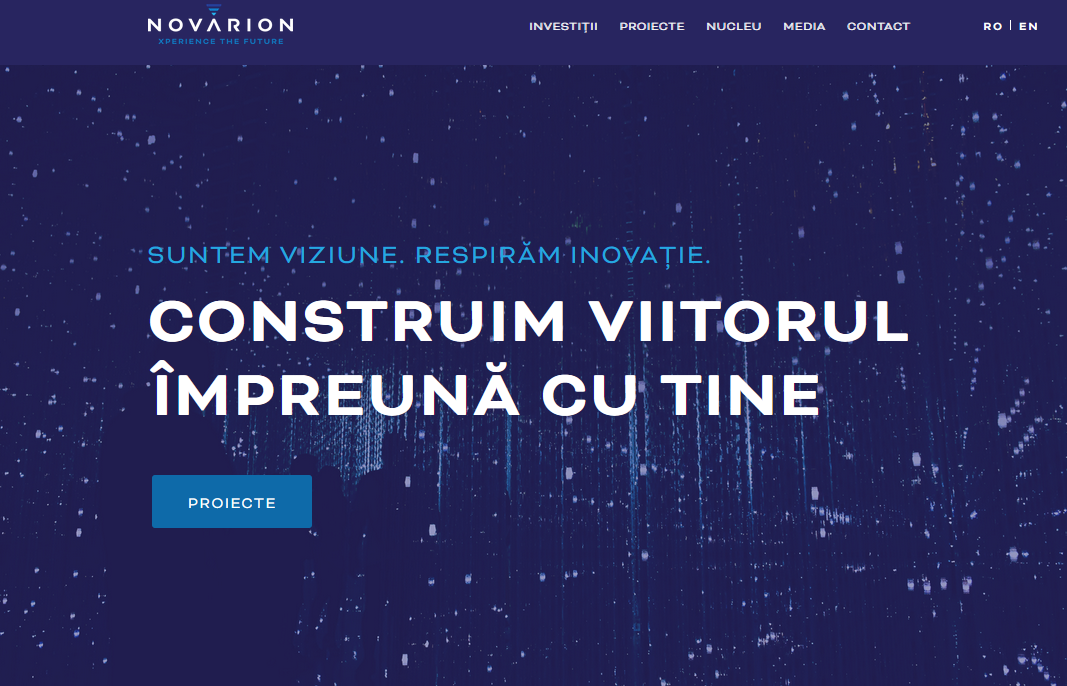 NOVARION
XPERIENCE THE FUTURE
INVESTIŢII PROIECTE NUCLEU MEDIA CONTACT RO | EN
SUNTEM VIZIUNE. RESPIRĂM INOVAȚIE.
CONSTRUIM VIITORUL
ÎMPREUNĂ CU TINE
PROIECTE